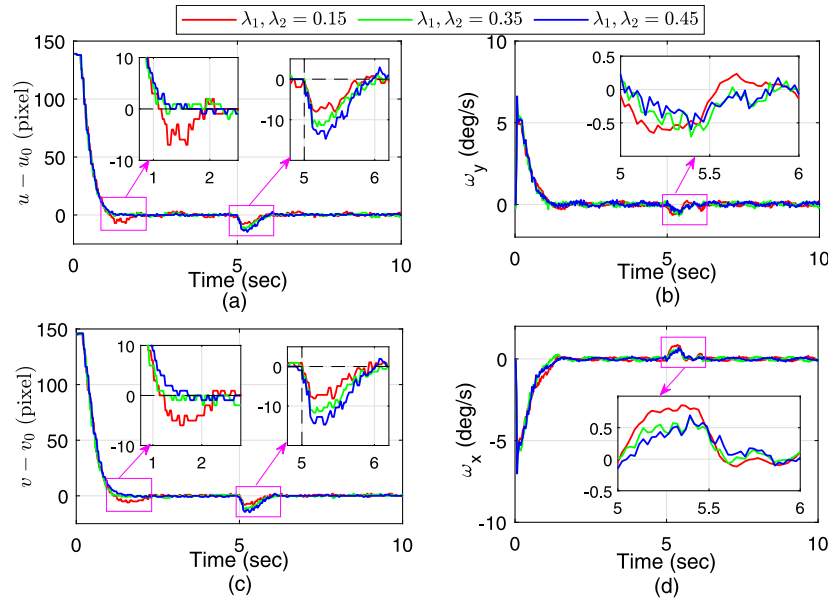 λ₁, λ₂ = 0.15 λ₁, λ₂ = 0.35 λ₁, λ₂ = 0.45
150
100
50
0
u − u₀ (pixel)
10
0
-10
1 2
0
-10
4 5 6
0 5 10
Time (sec)
(a)
10
5
0
ω_y (deg/s)
0.5
0
-0.5
5 5.5 6
0 5 10
Time (sec)
(b)
150
100
50
0
v − v₀ (pixel)
10
0
-10
1 2
0
-10
5 6
0 5 10
Time (sec)
(c)
0
-5
-10
ω_x (deg/s)
0.5
0
-0.5
5 5.5 6
0 5 10
Time (sec)
(d)